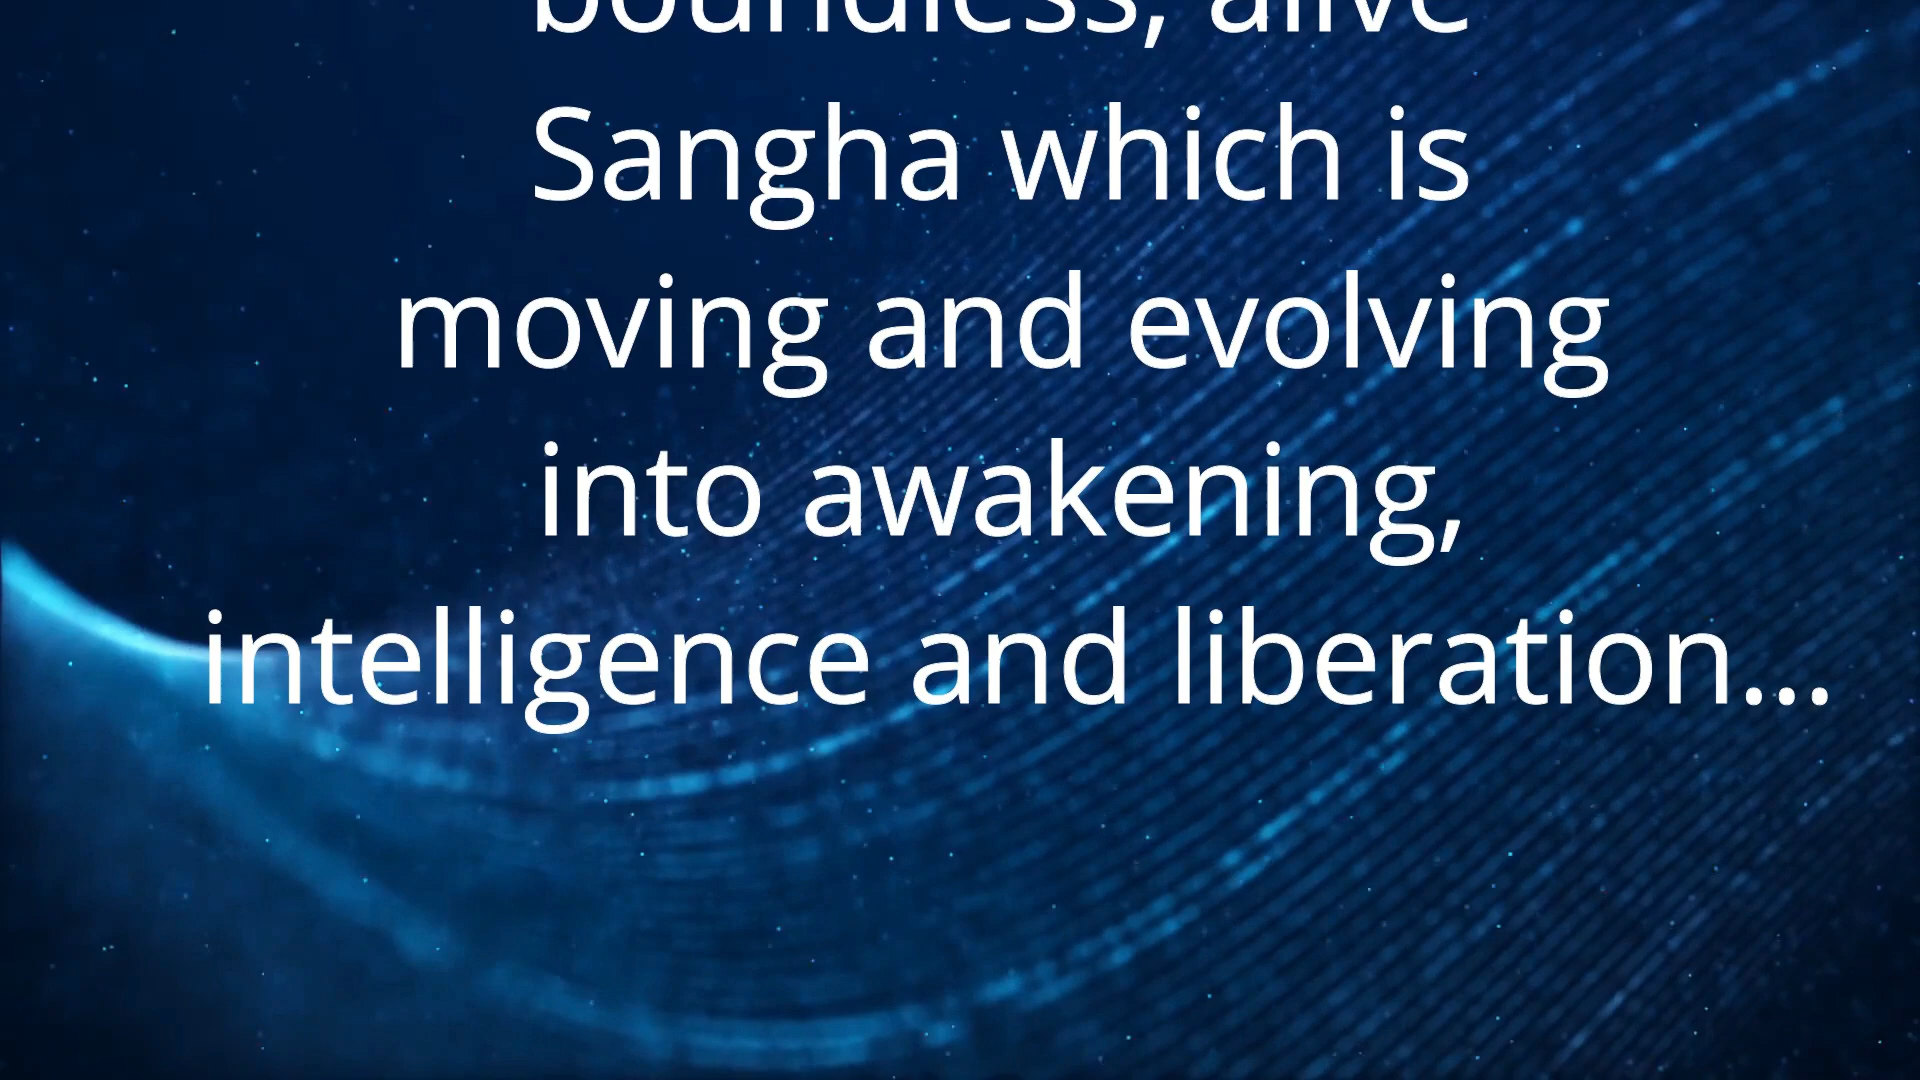 boundless, alive
Sangha which is
moving and evolving
into awakening,
intelligence and liberation...